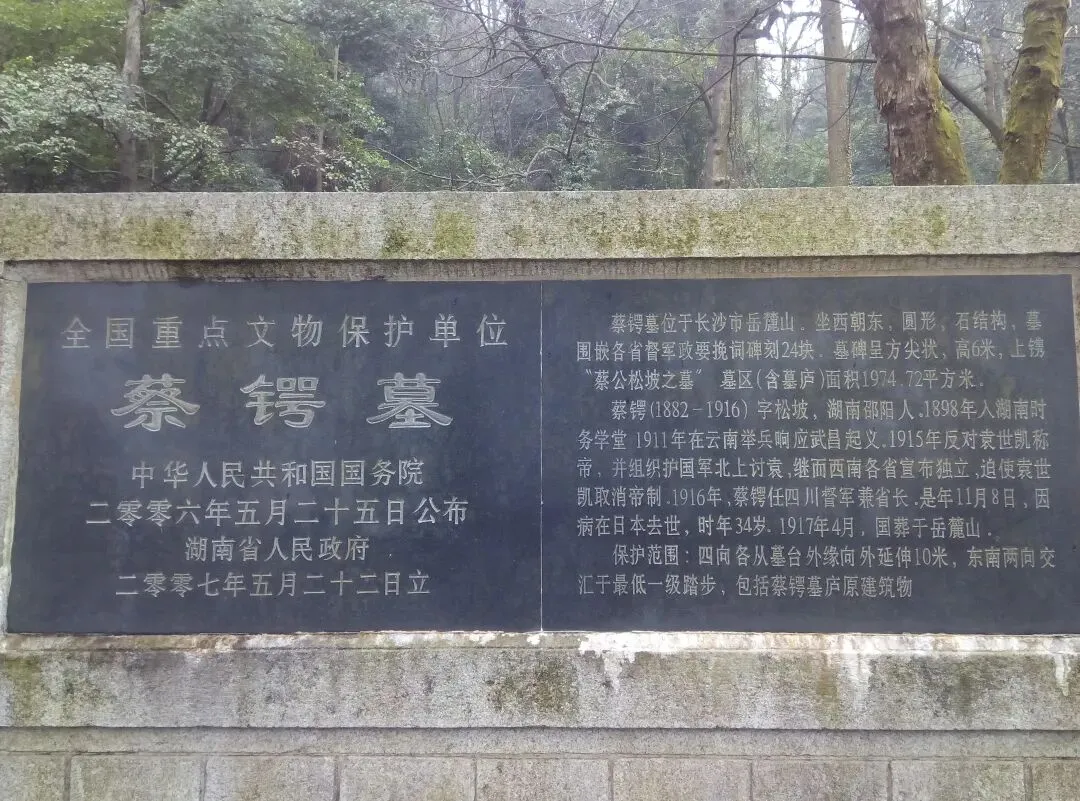 全国重点文物保护单位
蔡锷墓
中华人民共和国国务院
二零零六年五月二十五日公布
湖南省人民政府
二零零七年五月二十二日立
蔡锷墓位于长沙市岳麓山．坐西朝东，圆形，石结构，墓
围嵌各省督军政要挽词碑刻24块．墓碑呈方尖状，高6米，上镌
“蔡公松坡之墓” 墓区(含墓庐)面积1974.72平方米．
蔡锷(1882-1916) 字松坡，湖南邵阳人．1898年入湖南时
务学堂 1911年在云南举兵响应武昌起义．1915年反对袁世凯称
帝，并组织护国军北上讨袁，继而西南各省宣布独立，迫使袁世
凯取消帝制．1916年，蔡锷任四川督军兼省长．是年11月8日，因
病在日本去世，时年34岁．1917年4月，国葬于岳麓山．
保护范围：四向各从墓台外缘向外延伸10米，东南两向交
汇于最低一级踏步，包括蔡锷墓庐原建筑物